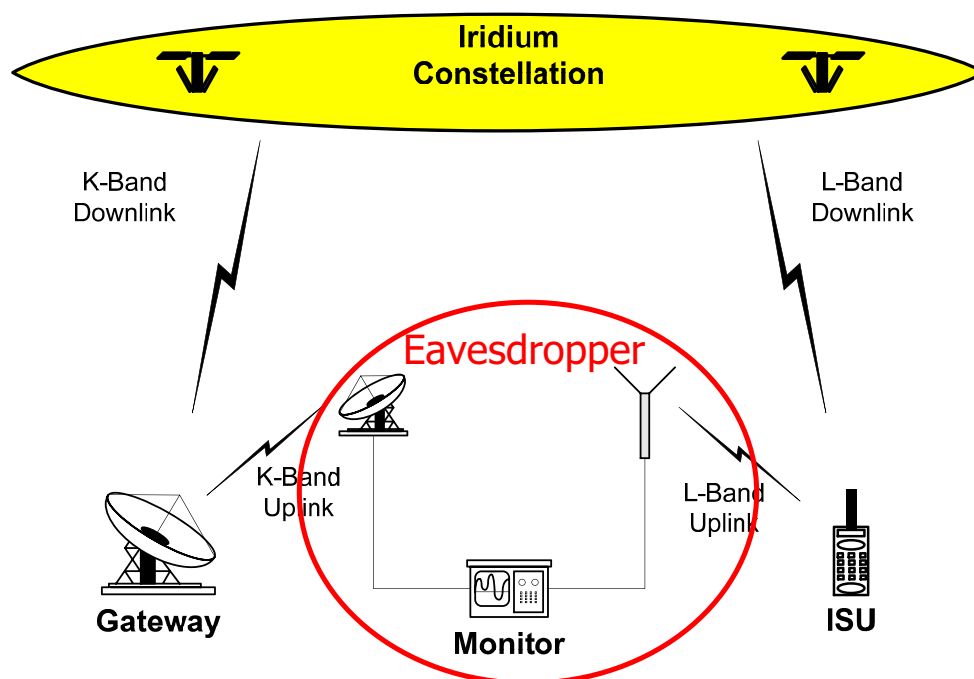 Iridium
Constellation
K-Band
Downlink
L-Band
Downlink
Eavesdropper
K-Band
Uplink
L-Band
Uplink
Gateway
Monitor
ISU